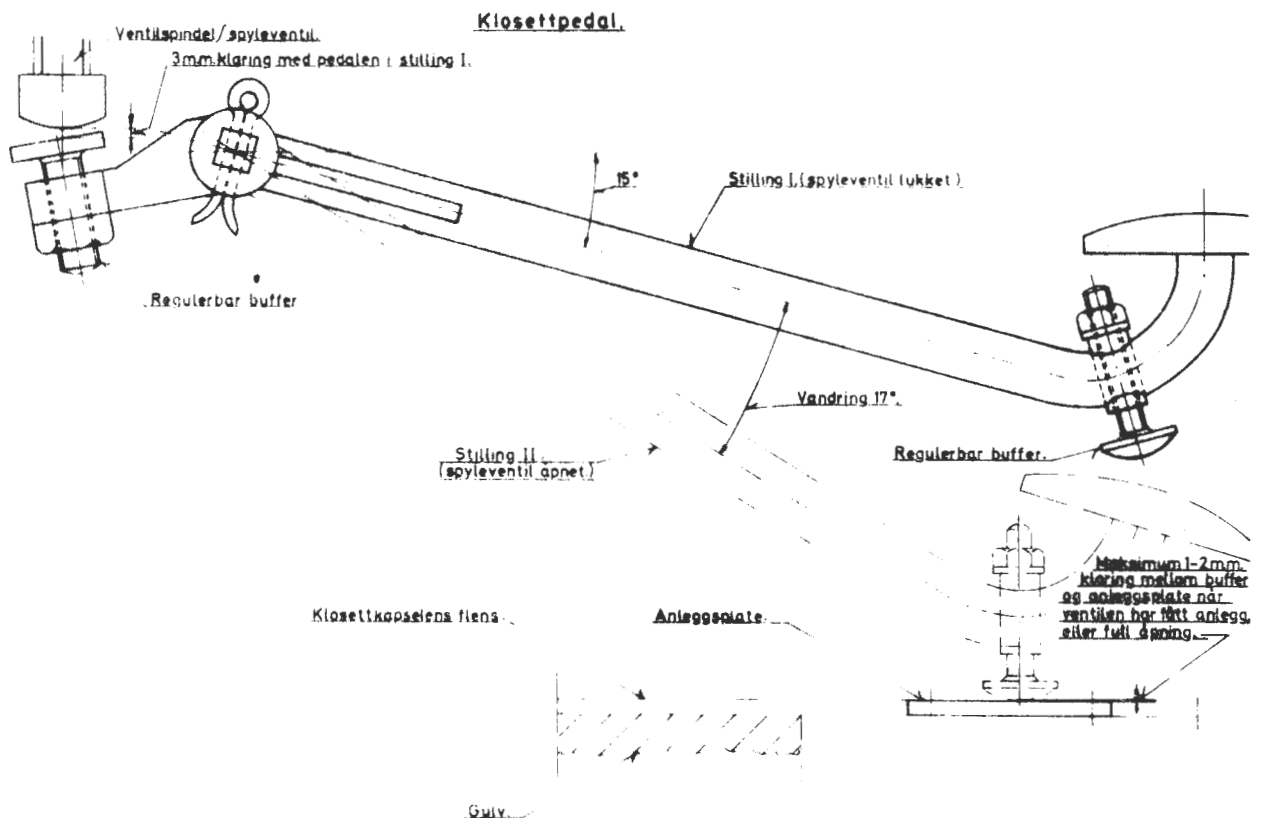 Klosettpedal.
Ventilspindel/spyleventil.
3mm.klaring med pedalen i stilling I.
15°
Stilling I.(spyleventil lukket)
Regulerbar buffer
Vandring 17°.
Stilling II.
(spyleventil åpnet)
Regulerbar buffer.
Maksimum 1-2mm.
klaring mellom buffer
og anleggsplate når
ventilen har fått anlegg,
eller full åpning.
Klosettkapselens flens
Anleggsplate.
Gulv.